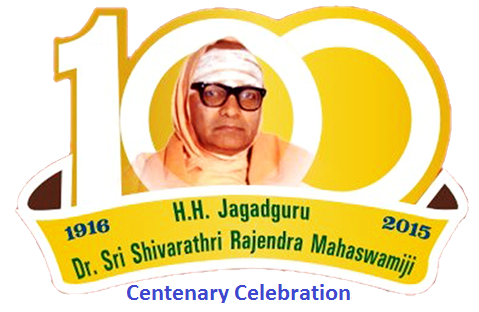 100
1916 H.H. Jagadguru 2015
Dr. Sri Shivarathri Rajendra Mahaswamiji
Centenary Celebration